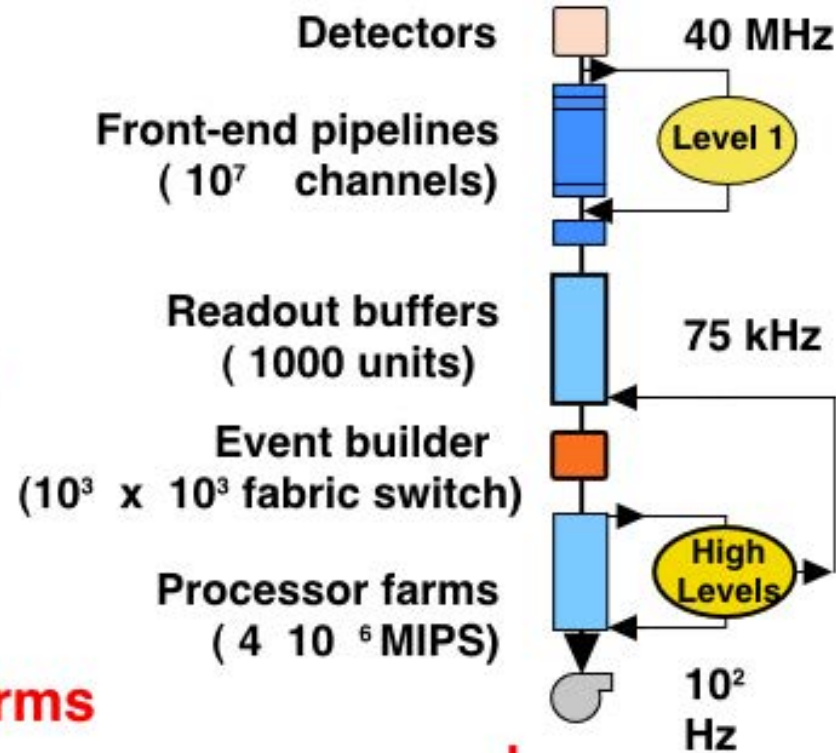 Detectors
40 MHz
Front-end pipelines
( 10⁷ channels)
Level 1
Readout buffers
( 1000 units)
75 kHz
Event builder
(10³ x 10³ fabric switch)
High
Levels
Processor farms
( 4 10 ⁶ MIPS)
rms
10²
Hz